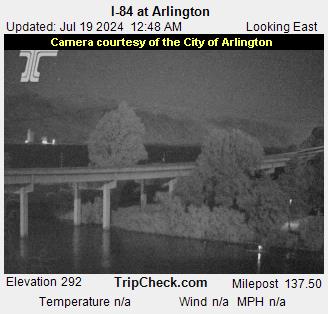 I-84 at Arlington
Updated: Jul 19 2024 12:48 AM Looking East
Camera courtesy of the City of Arlington
Elevation 292 TripCheck.com Milepost 137.50
Temperature n/a Wind n/a MPH n/a